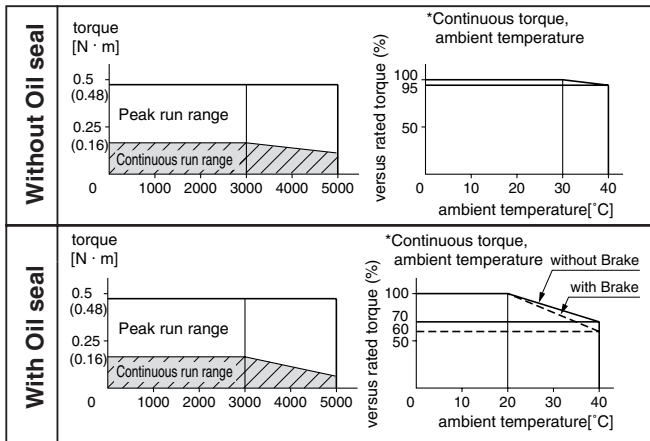 Without Oil seal
torque
[N · m]
0.5
(0.48)
Peak run range
0.25
(0.16)
Continuous run range
0 1000 2000 3000 4000 5000
*Continuous torque,
ambient temperature
versus rated torque (%)
100
95
50
0 10 20 30 40
ambient temperature[˚C]
With Oil seal
torque
[N · m]
0.5
(0.48)
Peak run range
0.25
(0.16)
Continuous run range
0 1000 2000 3000 4000 5000
*Continuous torque,
ambient temperature
without Brake
with Brake
versus rated torque (%)
100
70
60
50
0 10 20 30 40
ambient temperature[˚C]